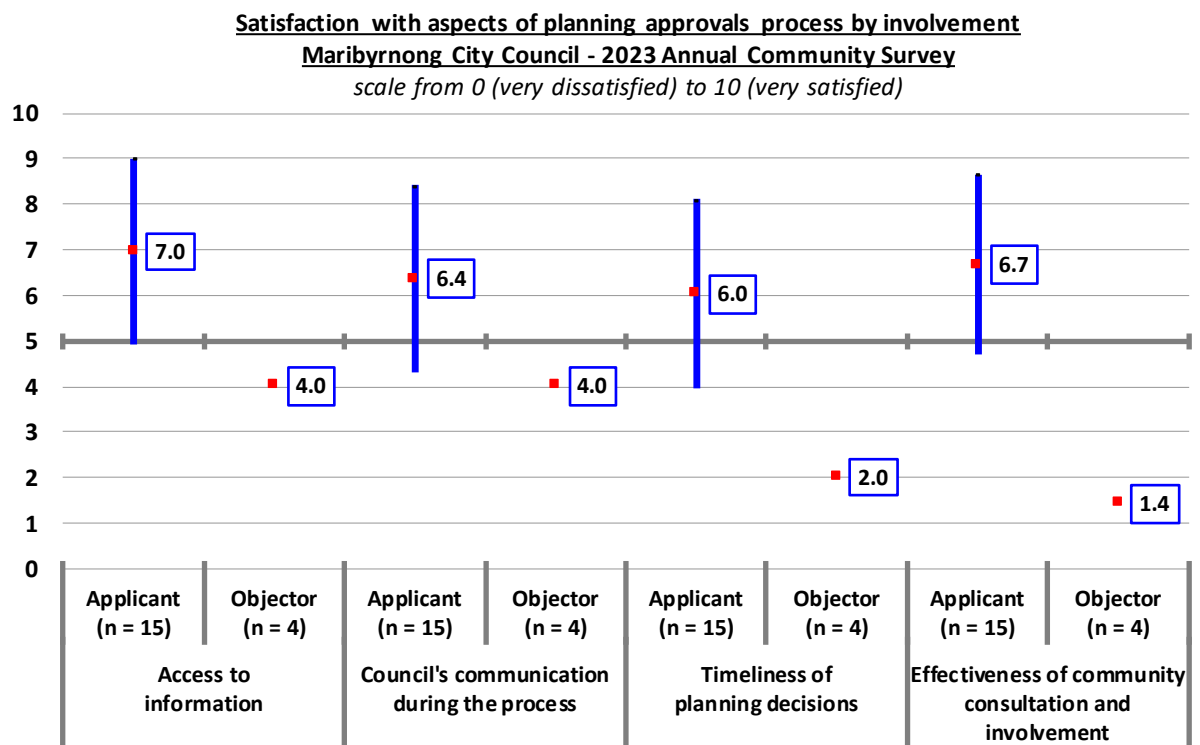 Satisfaction with aspects of planning approvals process by involvement
Maribyrnong City Council - 2023 Annual Community Survey
scale from 0 (very dissatisfied) to 10 (very satisfied)
10
9
8
7
6
5
4
3
2
1
0
7.0
4.0
6.4
4.0
6.0
2.0
6.7
1.4
Applicant
(n = 15)
Objector
(n = 4)
Applicant
(n = 15)
Objector
(n = 4)
Applicant
(n = 15)
Objector
(n = 4)
Applicant
(n = 15)
Objector
(n = 4)
Access to
information
Council's communication
during the process
Timeliness of
planning decisions
Effectiveness of community
consultation and
involvement